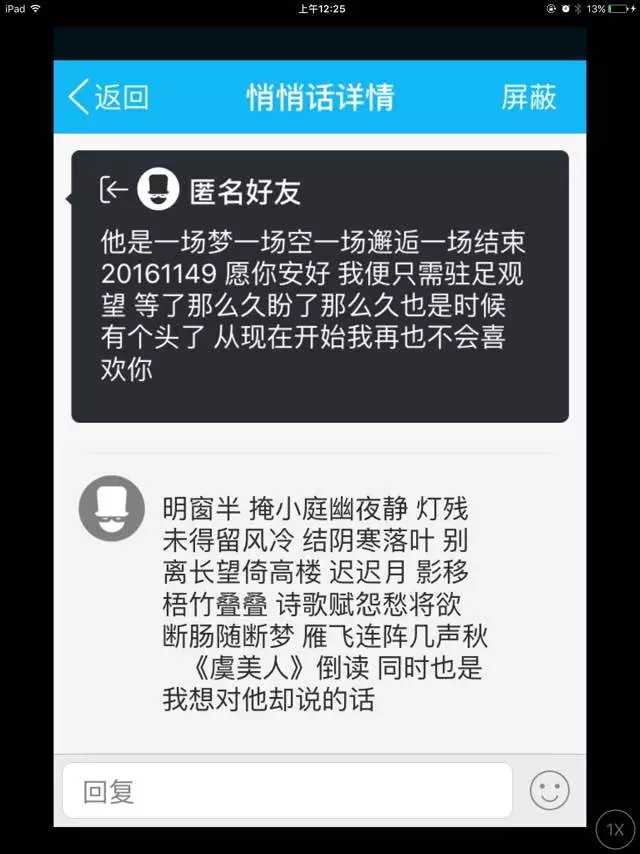 iPad 上午12:25 13%
返回 悄悄话详情 屏蔽
匿名好友
他是一场梦一场空一场邂逅一场结束
20161149 愿你安好 我便只需驻足观
望 等了那么久盼了那么久也是时候
有个头了 从现在开始我再也不会喜
欢你
明窗半 掩小庭幽夜静 灯残
未得留风冷 结阴寒落叶 别
离长望倚高楼 迟迟月 影移
梧竹叠叠 诗歌赋怨愁将欲
断肠随断梦 雁飞连阵几声秋
《虞美人》倒读 同时也是
我想对他却说的话
回复
1X